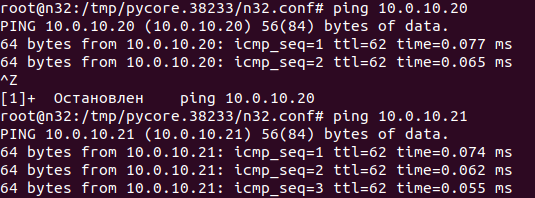 root@n32:/tmp/pycore.38233/n32.conf# ping 10.0.10.20
PING 10.0.10.20 (10.0.10.20) 56(84) bytes of data.
64 bytes from 10.0.10.20: icmp_seq=1 ttl=62 time=0.077 ms
64 bytes from 10.0.10.20: icmp_seq=2 ttl=62 time=0.065 ms
^Z
[1]+  Остановлен    ping 10.0.10.20
root@n32:/tmp/pycore.38233/n32.conf# ping 10.0.10.21
PING 10.0.10.21 (10.0.10.21) 56(84) bytes of data.
64 bytes from 10.0.10.21: icmp_seq=1 ttl=62 time=0.074 ms
64 bytes from 10.0.10.21: icmp_seq=2 ttl=62 time=0.062 ms
64 bytes from 10.0.10.21: icmp_seq=3 ttl=62 time=0.055 ms